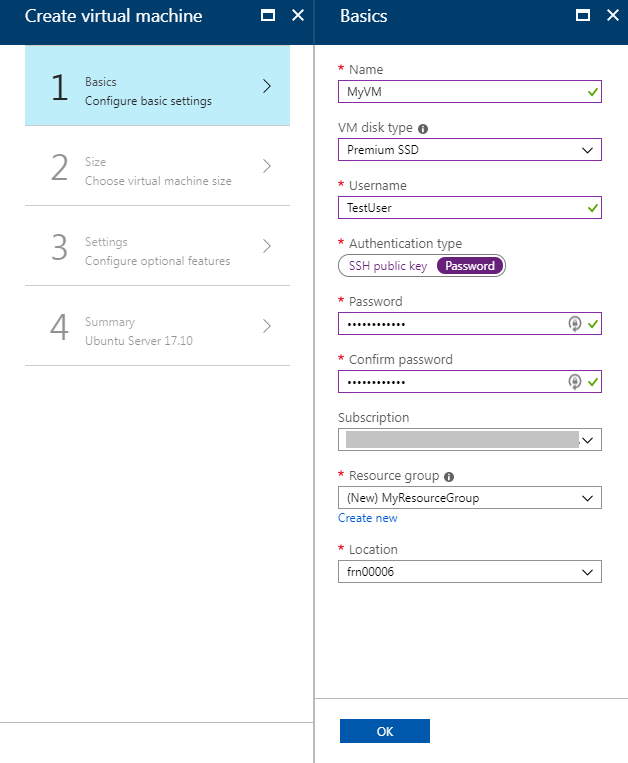 Create virtual machine
1
Basics
Configure basic settings
2
Size
Choose virtual machine size
3
Settings
Configure optional features
4
Summary
Ubuntu Server 17.10
Basics
* Name
MyVM
VM disk type
Premium SSD
* Username
TestUser
* Authentication type
SSH public key Password
* Password
••••••••••••
* Confirm password
••••••••••••
Subscription
* Resource group
(New) MyResourceGroup
Create new
* Location
frn00006
OK